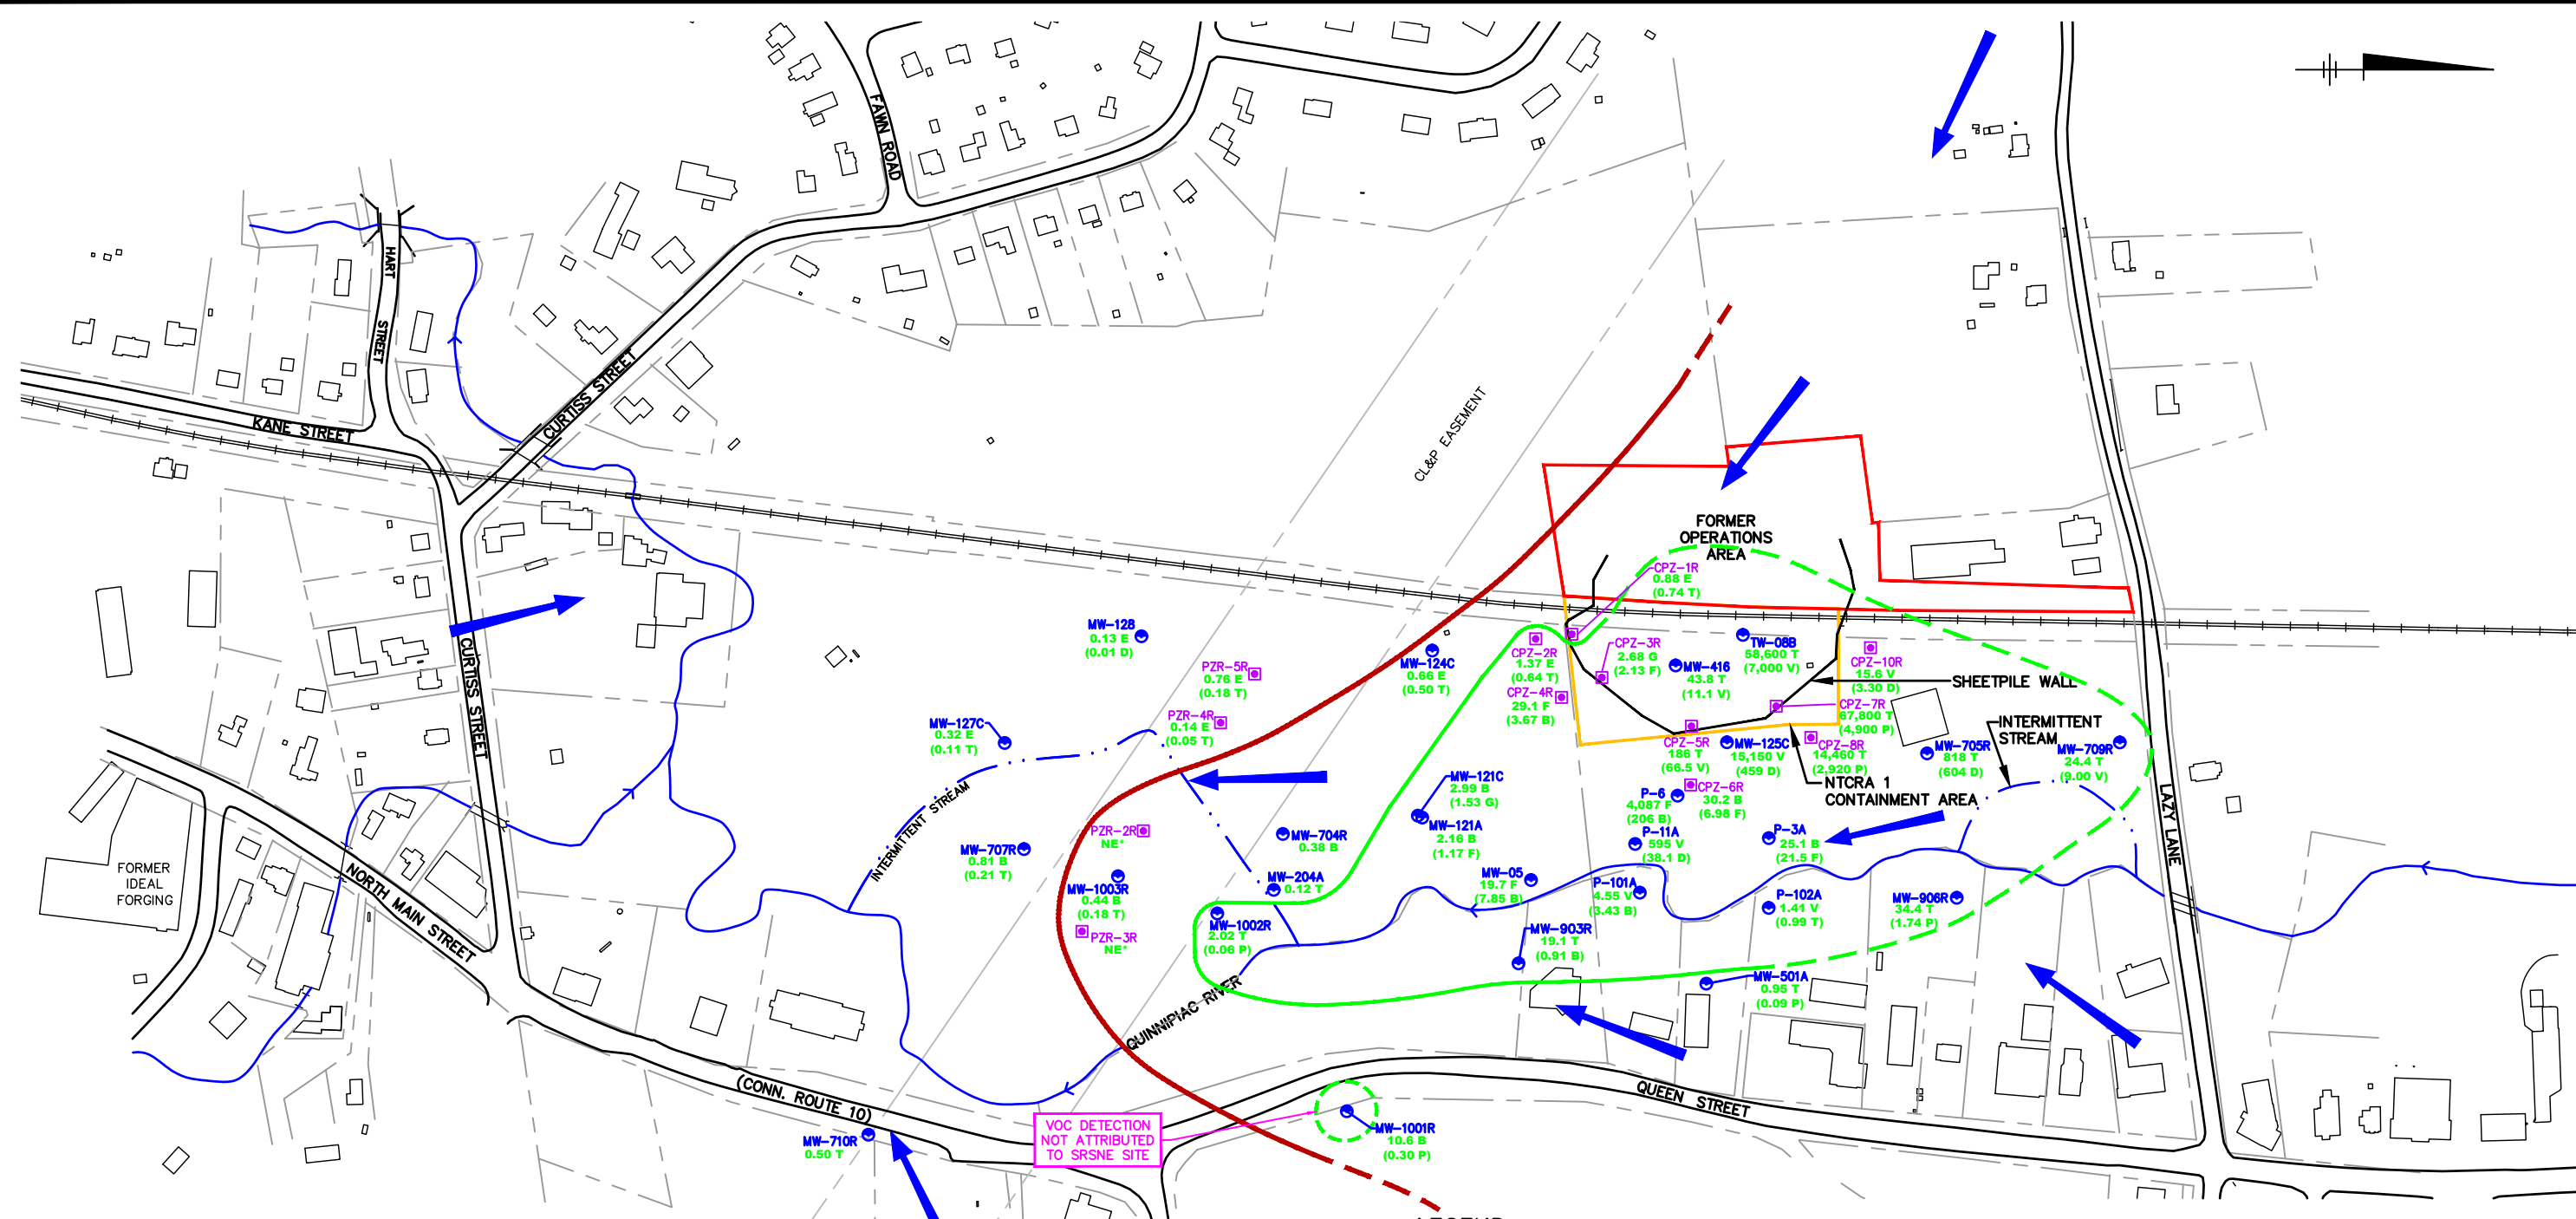 FAWN ROAD
HART
STREET
KANE STREET
CURTISS STREET
CL&P EASEMENT
FORMER
OPERATIONS
AREA
CPZ-1R
0.88 E
(0.74 T)
MW-128
0.13 E
(0.01 D)
PZR-5R
0.76 E
(0.18 T)
PZR-4R
0.14 E
(0.05 T)
MW-127C
0.32 E
(0.11 T)
MW-124C
0.66 E
(0.50 T)
CPZ-2R
1.37 E
(0.64 T)
CPZ-3R
2.68 G
(2.13 F)
CPZ-4R
29.1 F
(3.67 B)
MW-416
43.8 T
(11.1 V)
TW-08B
58,600 T
(7,000 V)
CPZ-10R
15.6 V
(3.30 D)
SHEETPILE WALL
CPZ-7R
67,800 T
(4,900 P)
CPZ-5R
186 T
(66.5 V)
MW-125C
15,150 V
(459 D)
CPZ-8R
14,460 T
(2,920 P)
INTERMITTENT
STREAM
MW-705R
818 T
(604 D)
MW-709R
24.4 T
(9.00 V)
NTCRA 1
CONTAINMENT AREA
CURTISS STREET
INTERMITTENT STREAM
MW-121C
2.99 B
(1.53 G)
MW-121A
2.16 B
(1.17 F)
P-6
4,087 F
(206 B)
CPZ-6R
30.2 B
(6.98 F)
P-11A
595 V
(38.1 D)
P-3A
25.1 B
(21.5 F)
LAZY LANE
PZR-2R
NE*
MW-704R
0.38 B
MW-707R
0.81 B
(0.21 T)
MW-1003R
0.44 B
(0.18 T)
MW-204A
0.12 T
MW-05
19.7 F
(7.85 B)
P-101A
4.55 V
(3.43 B)
P-102A
1.41 V
(0.99 T)
MW-906R
34.4 T
(1.74 P)
FORMER
IDEAL
FORGING
NORTH MAIN STREET
PZR-3R
NE*
MW-1002R
2.02 T
(0.06 P)
MW-903R
19.1 T
(0.91 B)
MW-501A
0.95 T
(0.09 P)
QUINNIPIAC RIVER
(CONN. ROUTE 10)
QUEEN STREET
VOC DETECTION
NOT ATTRIBUTED
TO SRSNE SITE
MW-710R
0.50 T
MW-1001R
10.6 B
(0.30 P)